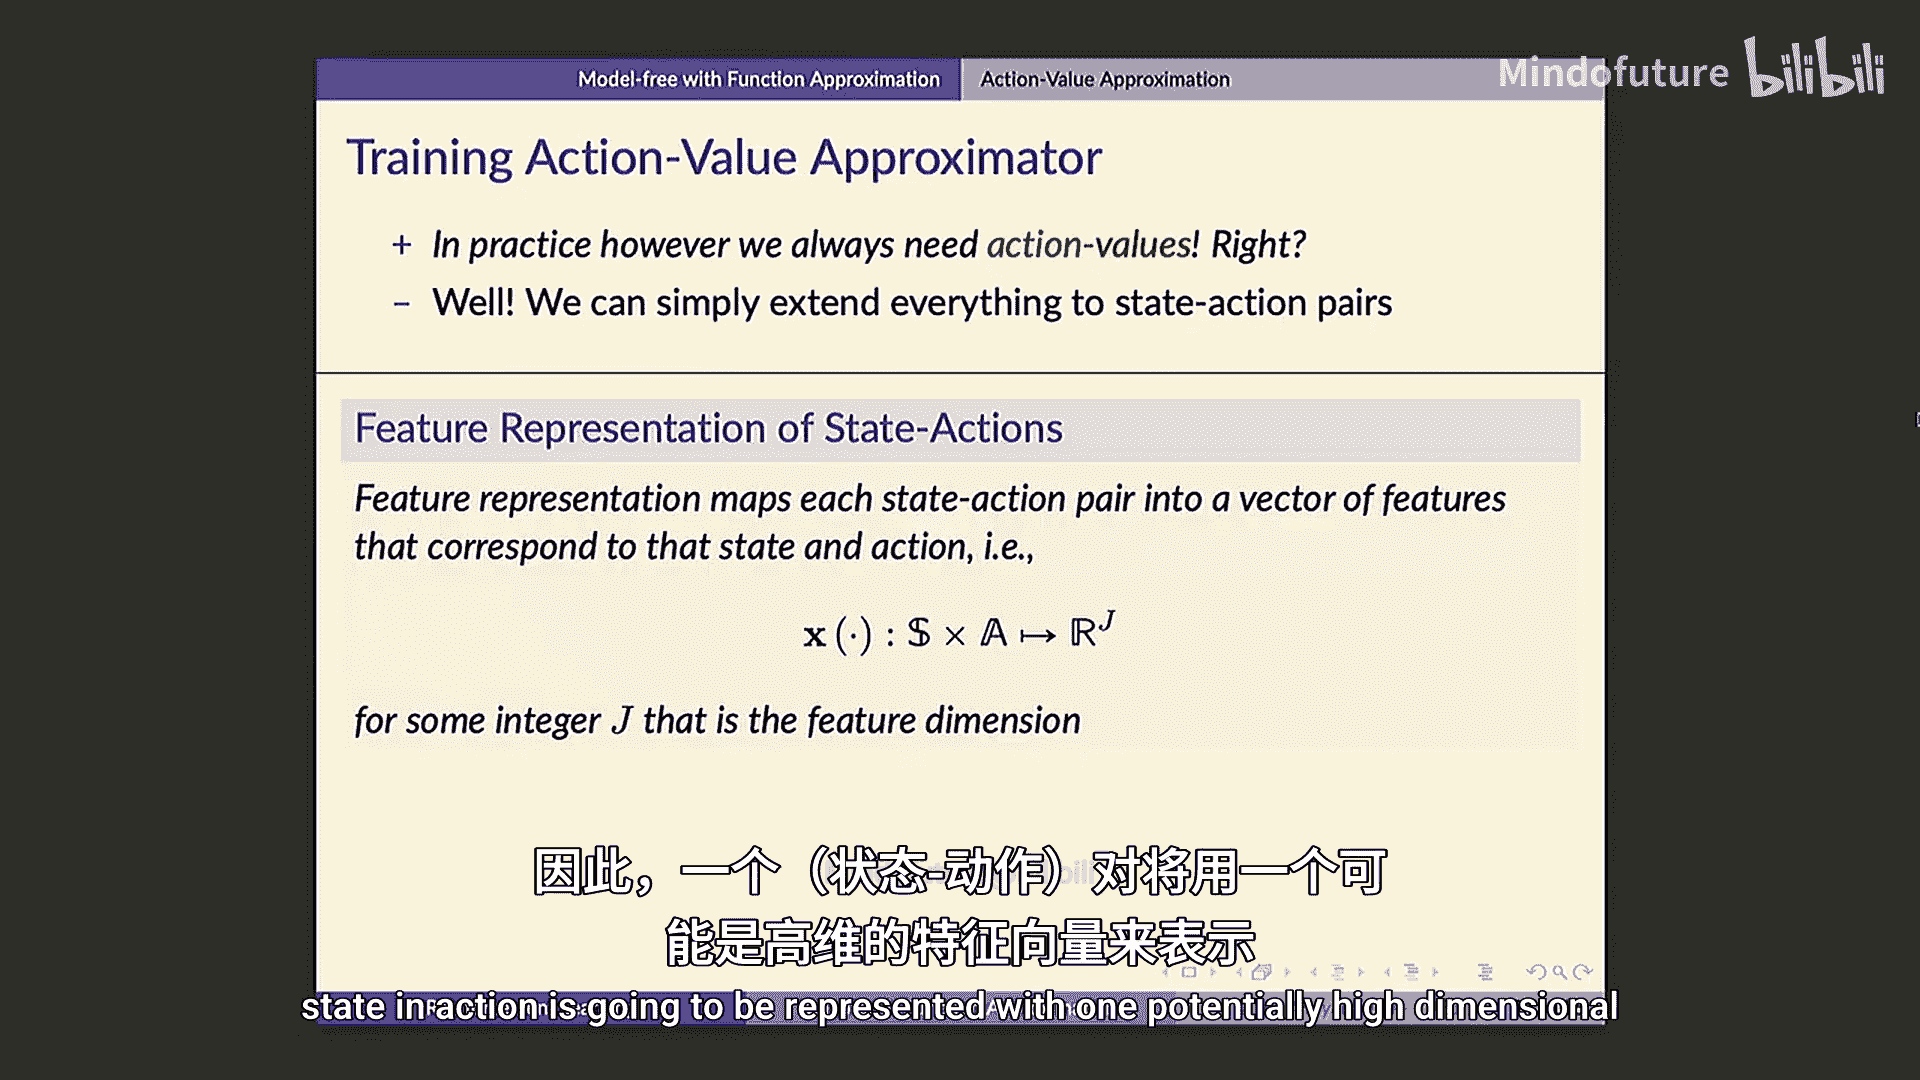 Model-free with Function Approximation
Action-Value Approximation
Mindofuture bilibili
Training Action-Value Approximator
+ In practice however we always need action-values! Right?
– Well! We can simply extend everything to state-action pairs
Feature Representation of State-Actions
Feature representation maps each state-action pair into a vector of features
that correspond to that state and action, i.e.,
x (·) : 𝕊 × 𝔸 ↦ ℝ^J
for some integer J that is the feature dimension
因此，一个（状态-动作）对将用一个可
能是高维的特征向量来表示
state in action is going to be represented with one potentially high dimensional